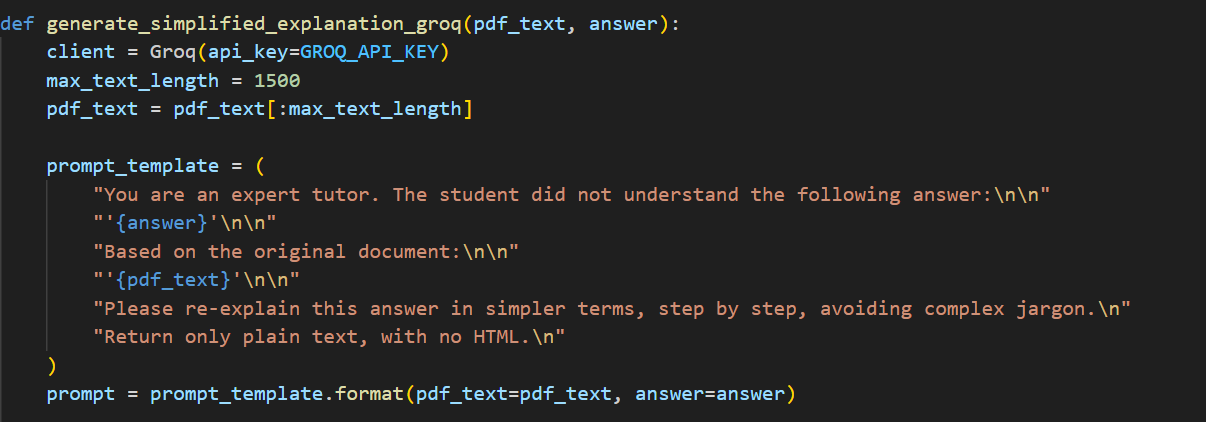 def generate_simplified_explanation_groq(pdf_text, answer):
    client = Groq(api_key=GROQ_API_KEY)
    max_text_length = 1500
    pdf_text = pdf_text[:max_text_length]

    prompt_template = (
        "You are an expert tutor. The student did not understand the following answer:\n\n"
        "'{answer}'\n\n"
        "Based on the original document:\n\n"
        "'{pdf_text}'\n\n"
        "Please re-explain this answer in simpler terms, step by step, avoiding complex jargon.\n"
        "Return only plain text, with no HTML.\n"
    )
    prompt = prompt_template.format(pdf_text=pdf_text, answer=answer)